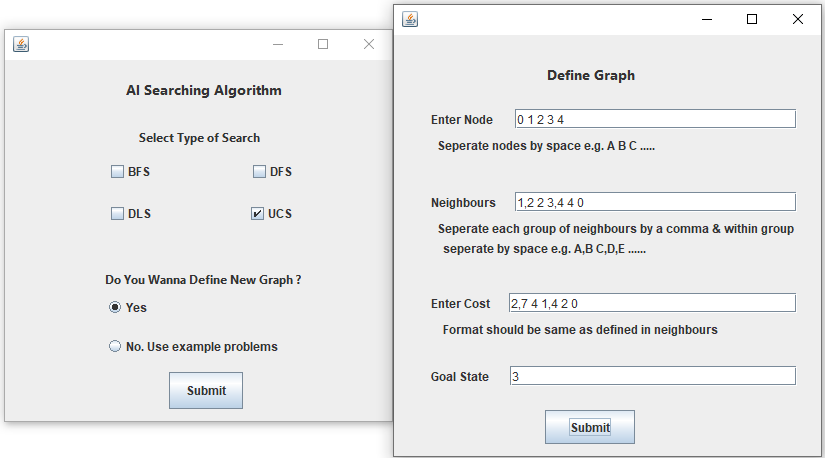 AI Searching Algorithm
Select Type of Search
BFS
DFS
DLS
UCS
Do You Wanna Define New Graph ?
Yes
No. Use example problems
Submit
Define Graph
Enter Node
0 1 2 3 4
Seperate nodes by space e.g. A B C .....
Neighbours
1,2 2 3,4 4 0
Seperate each group of neighbours by a comma & within group
seperate by space e.g. A,B C,D,E ......
Enter Cost
2,7 4 1,4 2 0
Format should be same as defined in neighbours
Goal State
3
Submit